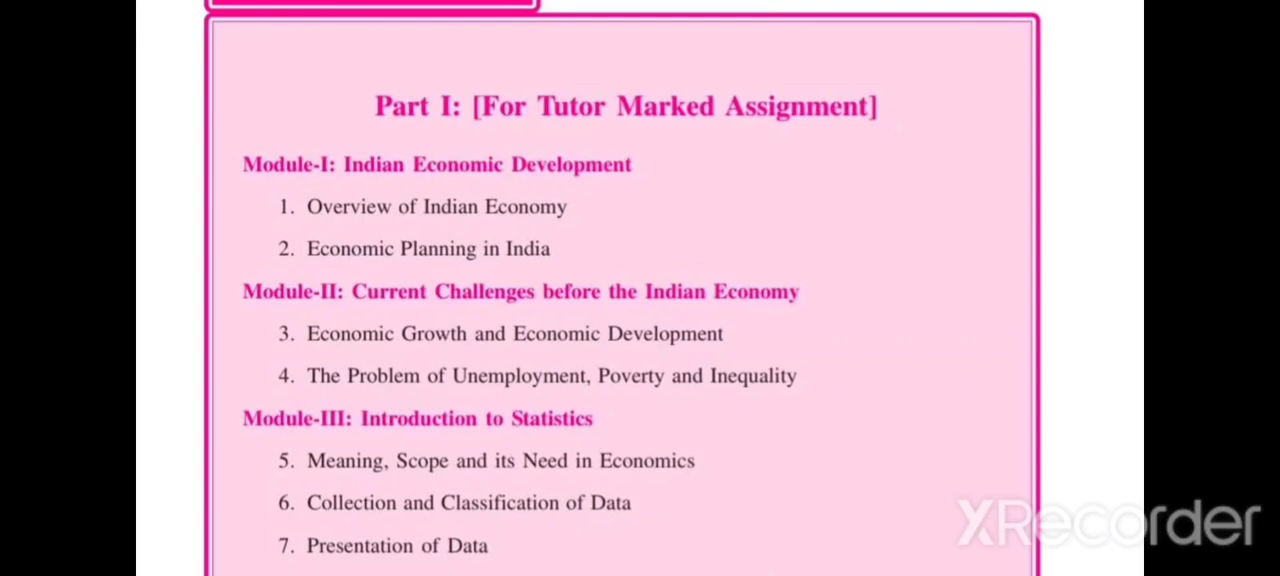 Part I: [For Tutor Marked Assignment]
Module-I: Indian Economic Development
1. Overview of Indian Economy
2. Economic Planning in India
Module-II: Current Challenges before the Indian Economy
3. Economic Growth and Economic Development
4. The Problem of Unemployment, Poverty and Inequality
Module-III: Introduction to Statistics
5. Meaning, Scope and its Need in Economics
6. Collection and Classification of Data
7. Presentation of Data
XRecorder